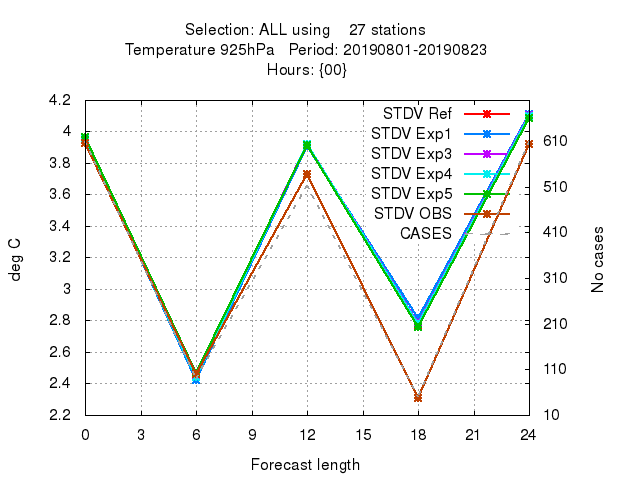 Selection: ALL using    27 stations
Temperature 925hPa   Period: 20190801-20190823
Hours: {00}
STDV Ref
STDV Exp1
STDV Exp3
STDV Exp4
STDV Exp5
STDV OBS
CASES
4.2
4
3.8
3.6
3.4
3.2
3
2.8
2.6
2.4
2.2
deg C
610
510
410
310
210
110
10
No cases
0 3 6 9 12 15 18 21 24
Forecast length